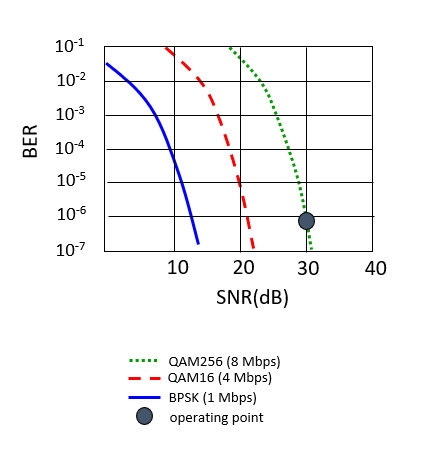 BER
10⁻¹
10⁻²
10⁻³
10⁻⁴
10⁻⁵
10⁻⁶
10⁻⁷
10 20 30 40
SNR(dB)
QAM256 (8 Mbps)
QAM16 (4 Mbps)
BPSK (1 Mbps)
operating point